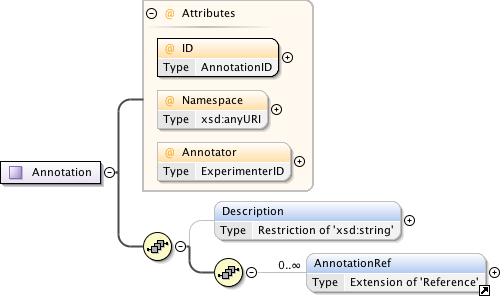 @ Attributes
@ ID
Type AnnotationID
@ Namespace
Type xsd:anyURI
@ Annotator
Type ExperimenterID
Annotation
Description
Type Restriction of 'xsd:string'
0..∞
AnnotationRef
Type Extension of 'Reference'